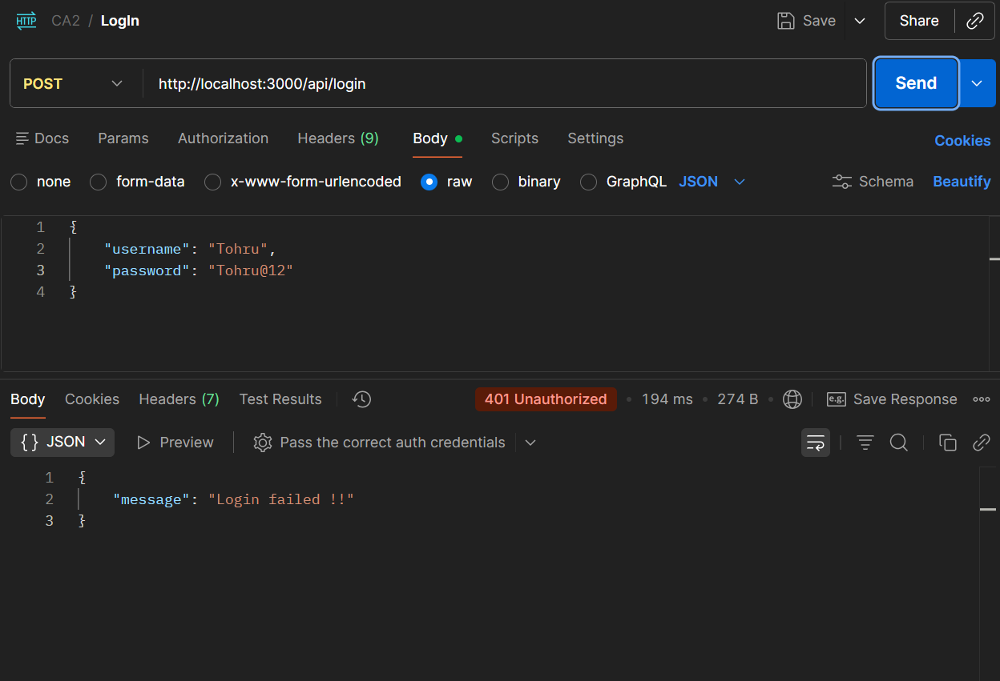 HTTP CA2 / LogIn Save Share
POST http://localhost:3000/api/login Send
Docs Params Authorization Headers (9) Body Scripts Settings Cookies
none form-data x-www-form-urlencoded raw binary GraphQL JSON Schema Beautify
1 {
2 "username": "Tohru",
3 "password": "Tohru@12"
4 }
Body Cookies Headers (7) Test Results 401 Unauthorized • 194 ms • 274 B • e.g. Save Response
{} JSON Preview Pass the correct auth credentials
1 {
2 "message": "Login failed !!"
3 }